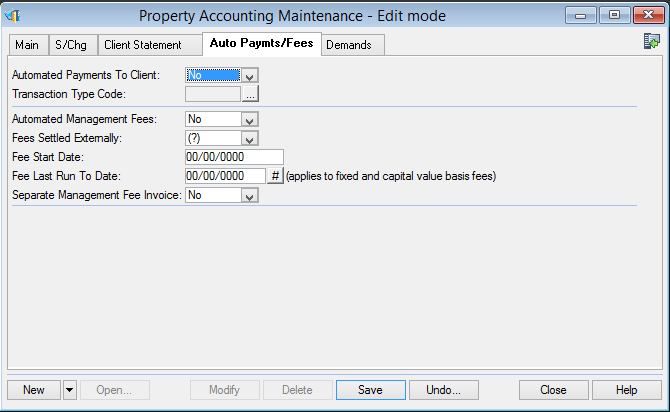 Property Accounting Maintenance - Edit mode
Main S/Chg Client Statement Auto Paymts/Fees Demands
Automated Payments To Client: No
Transaction Type Code: ...
Automated Management Fees: No
Fees Settled Externally: (?)
Fee Start Date: 00/00/0000
Fee Last Run To Date: 00/00/0000 # (applies to fixed and capital value basis fees)
Separate Management Fee Invoice: No
New Open... Modify Delete Save Undo... Close Help